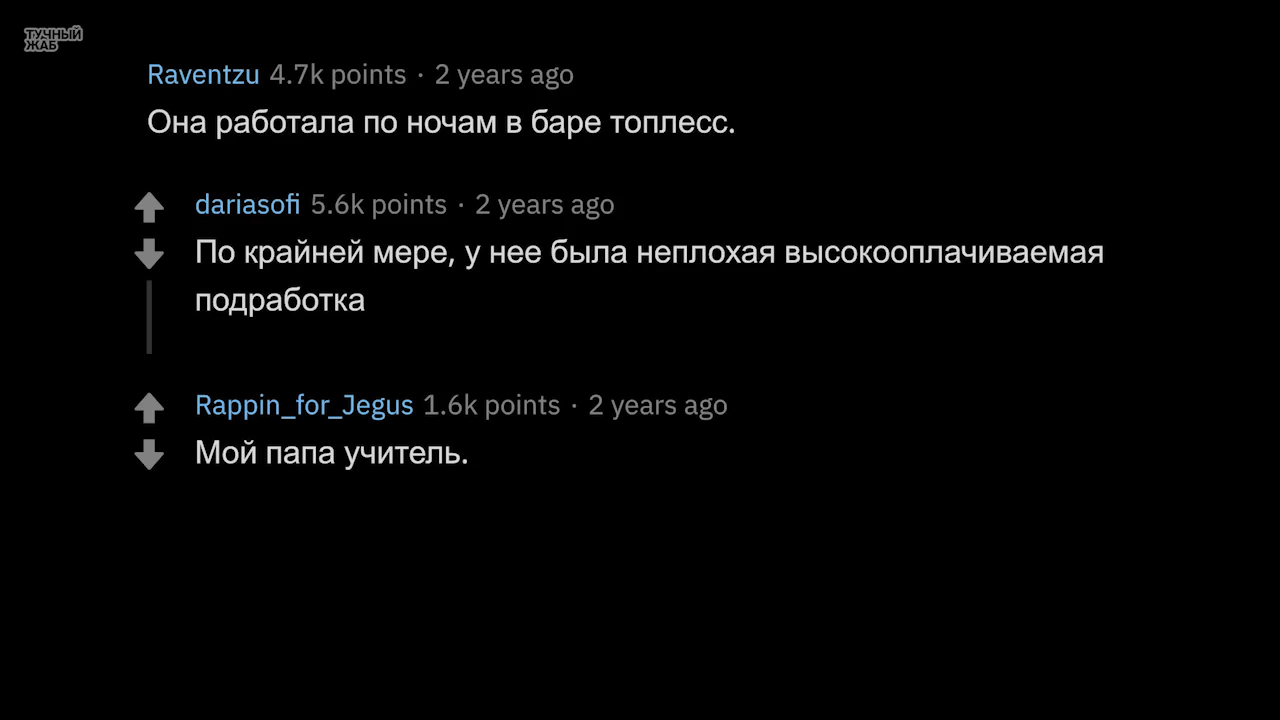 ТУЧНЫЙ
ЖАБ
Raventzu 4.7k points · 2 years ago
Она работала по ночам в баре топлесс.
dariasofi 5.6k points · 2 years ago
По крайней мере, у нее была неплохая высокооплачиваемая
подработка
Rappin_for_Jegus 1.6k points · 2 years ago
Мой папа учитель.